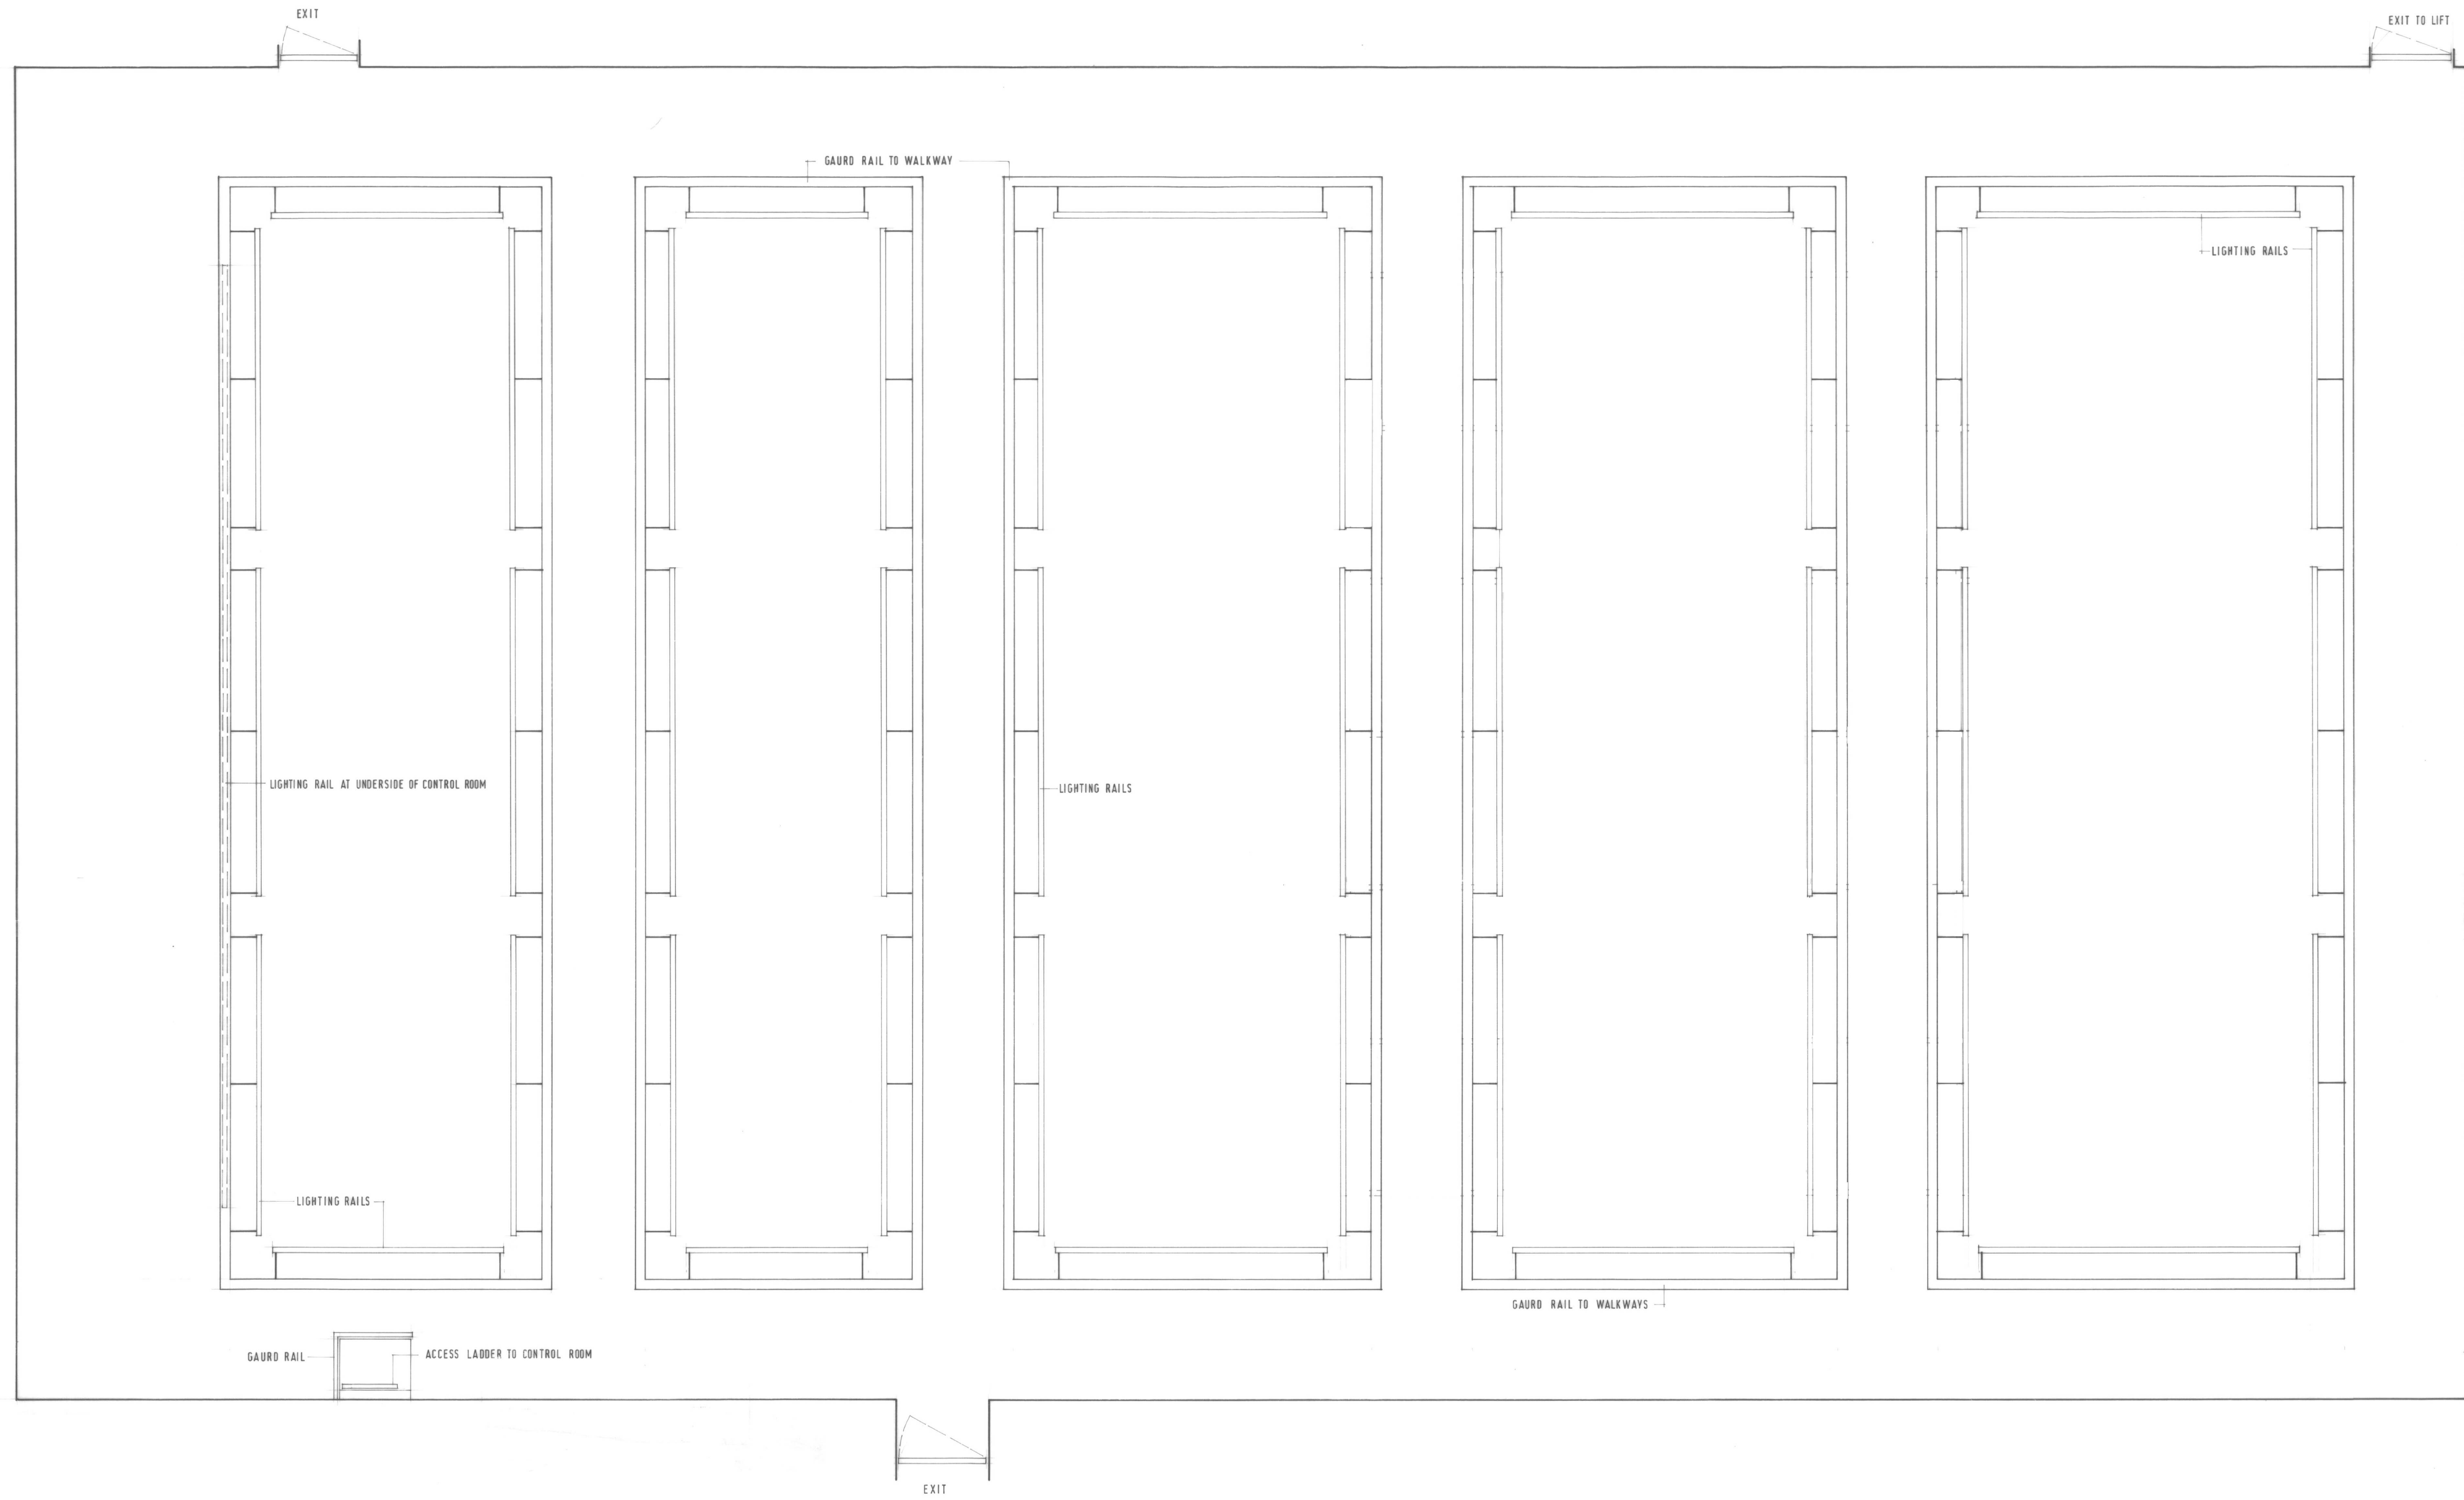 EXIT
EXIT TO LIFT
GAURD RAIL TO WALKWAY
LIGHTING RAILS
LIGHTING RAIL AT UNDERSIDE OF CONTROL ROOM
LIGHTING RAILS
LIGHTING RAILS
GAURD RAIL TO WALKWAYS
GAURD RAIL
ACCESS LADDER TO CONTROL ROOM
EXIT